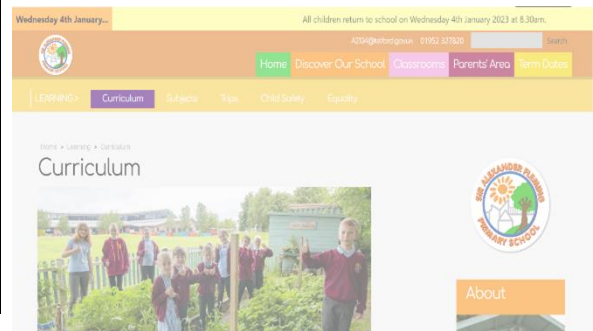 Wednesday 4th January... All children return to school on Wednesday 4th January 2023 at 8.30am.
01952 327820 Search
Home Discover Our School Classrooms Parents' Area Term Dates
LEARNING > Curriculum Subjects Trips Child Safety Equality
Home > Learning > Curriculum
Curriculum
SIR ALEXANDER FLEMING
PRIMARY SCHOOL
About